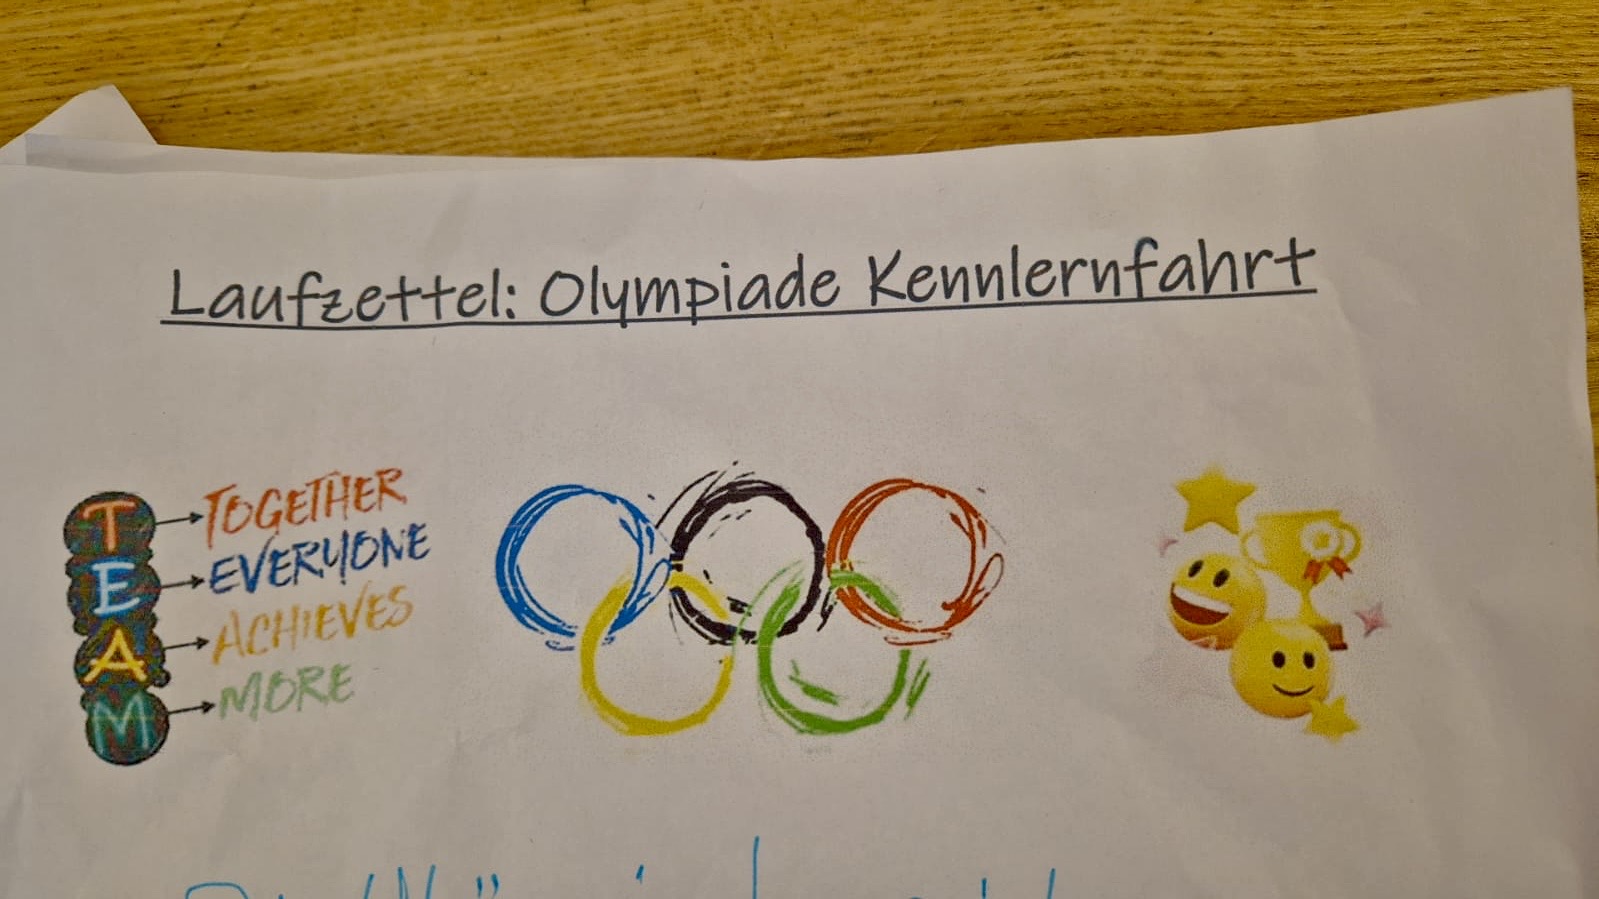 Laufzettel: Olympiade Kennlernfahrt
T E A M
TOGETHER
EVERYONE
ACHIEVES
MORE